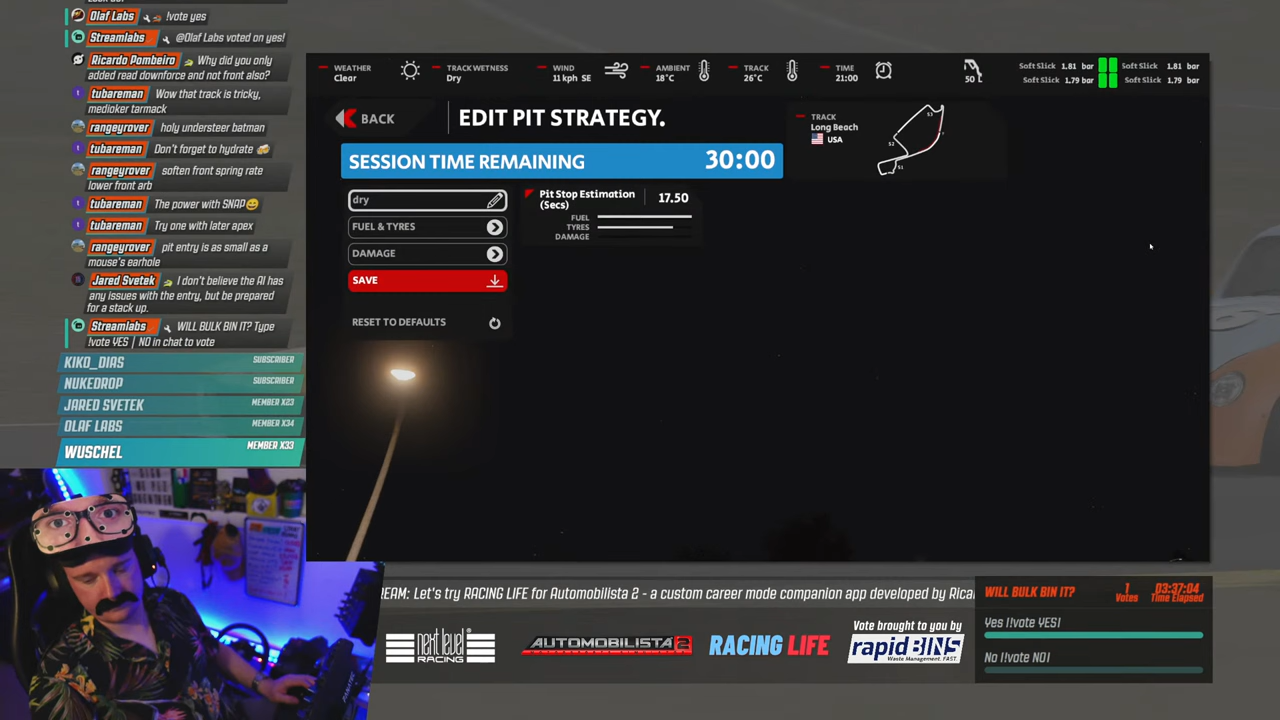 Olaf Labs !vote yes
Streamlabs @Olaf Labs voted on yes!
Ricardo Pombeiro Why did you only
added read downforce and not front also?
tubareman Wow that track is tricky,
medioker tarmack
rangeyrover holy understeer batman
tubareman Don't forget to hydrate
rangeyrover soften front spring rate
lower front arb
tubareman The power with SNAP
tubareman Try one with later apex
rangeyrover pit entry is as small as a
mouse's earhole
Jared Svetek I don't believe the AI has
any issues with the entry, but be prepared
for a stack up.
Streamlabs WILL BULK BIN IT? Type
!vote YES | NO in chat to vote
KIKO_DIAS SUBSCRIBER
NUKEDROP SUBSCRIBER
JARED SVETEK MEMBER X23
OLAF LABS MEMBER X34
WUSCHEL MEMBER X33
WEATHER
Clear
TRACK WETNESS
Dry
WIND
11 kph SE
AMBIENT
18°C
TRACK
26°C
TIME
21:00
50
Soft Slick 1.81 bar 1.81 bar Soft Slick
Soft Slick 1.79 bar 1.79 bar Soft Slick
BACK
EDIT PIT STRATEGY.
TRACK
Long Beach
USA
S3
S2
S1
SESSION TIME REMAINING 30:00
dry
FUEL & TYRES
DAMAGE
SAVE
RESET TO DEFAULTS
Pit Stop Estimation
(Secs)
17.50
FUEL
TYRES
DAMAGE
EAM: Let's try RACING LIFE for Automobilista 2 - a custom career mode companion app developed by Rica
NEXT LEVEL
RACING
AUTOMOBILISTA 2
RACING LIFE
Vote brought to you by
rapidBINS
Waste Management. FAST.
WILL BULK BIN IT?
1
Votes
03:37:04
Time Elapsed
Yes !!vote YES!
No !!vote NO!